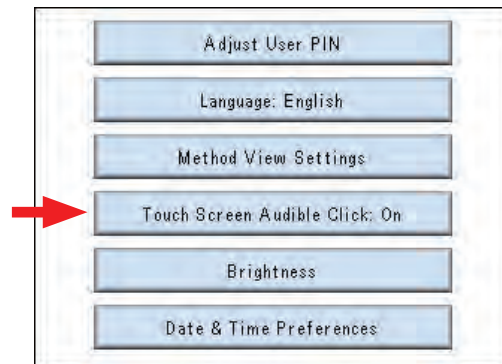 Adjust User PIN
Language: English
Method View Settings
Touch Screen Audible Click: On
Brightness
Date & Time Preferences